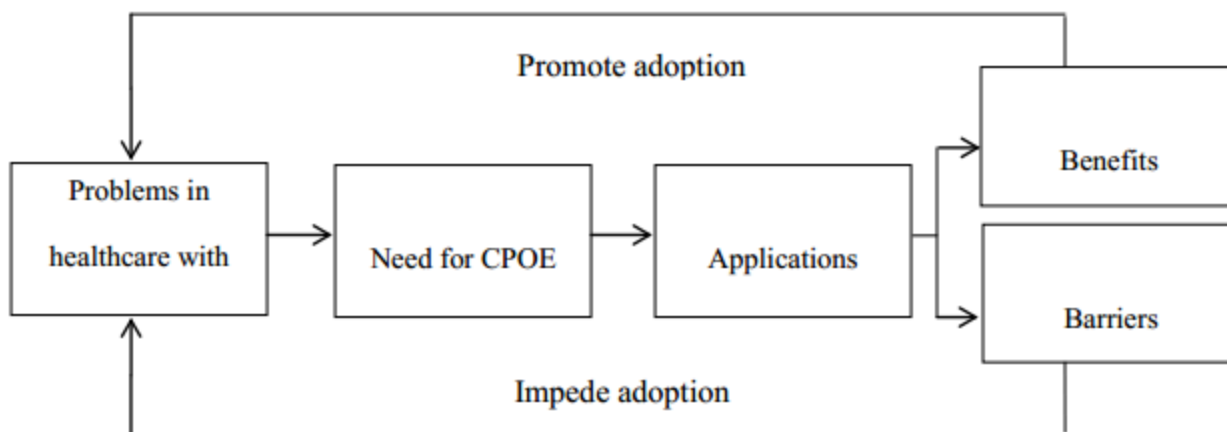 Promote adoption
Problems in
healthcare with
Need for CPOE
Applications
Benefits
Barriers
Impede adoption